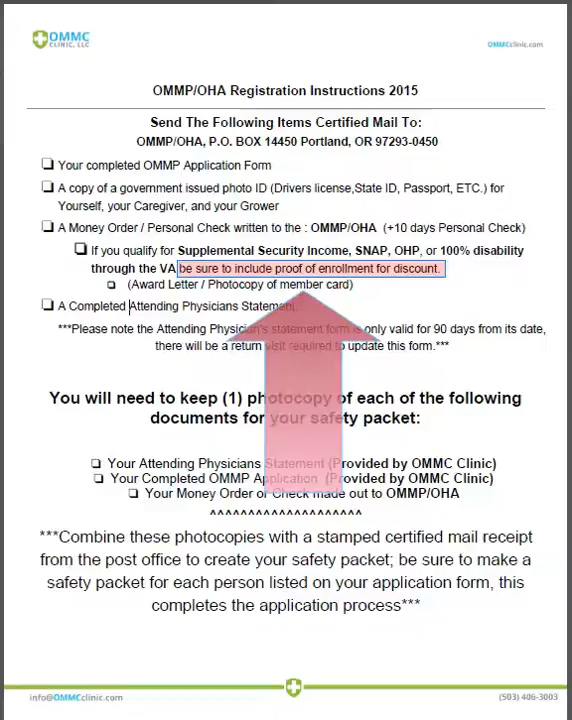 OMMC
CLINIC, LLC
OMMCclinic.com
OMMP/OHA Registration Instructions 2015
Send The Following Items Certified Mail To:
OMMP/OHA, P.O. BOX 14450 Portland, OR 97293-0450
Your completed OMMP Application Form
A copy of a government issued photo ID (Drivers license,State ID, Passport, ETC.) for
Yourself, your Caregiver, and your Grower
A Money Order / Personal Check written to the : OMMP/OHA (+10 days Personal Check)
If you qualify for Supplemental Security Income, SNAP, OHP, or 100% disability
through the VA be sure to include proof of enrollment for discount.
(Award Letter / Photocopy of member card)
A Completed Attending Physicians Statement.
***Please note the Attending Physician's statement form is only valid for 90 days from its date,
there will be a return visit required to update this form.***
You will need to keep (1) photocopy of each of the following
documents for your safety packet:
Your Attending Physicians Statement (Provided by OMMC Clinic)
Your Completed OMMP Application (Provided by OMMC Clinic)
Your Money Order or Check made out to OMMP/OHA
^^^^^^^^^^^^^^^^^^^^
***Combine these photocopies with a stamped certified mail receipt
from the post office to create your safety packet; be sure to make a
safety packet for each person listed on your application form, this
completes the application process***
info@OMMCclinic.com
(503) 406-3003